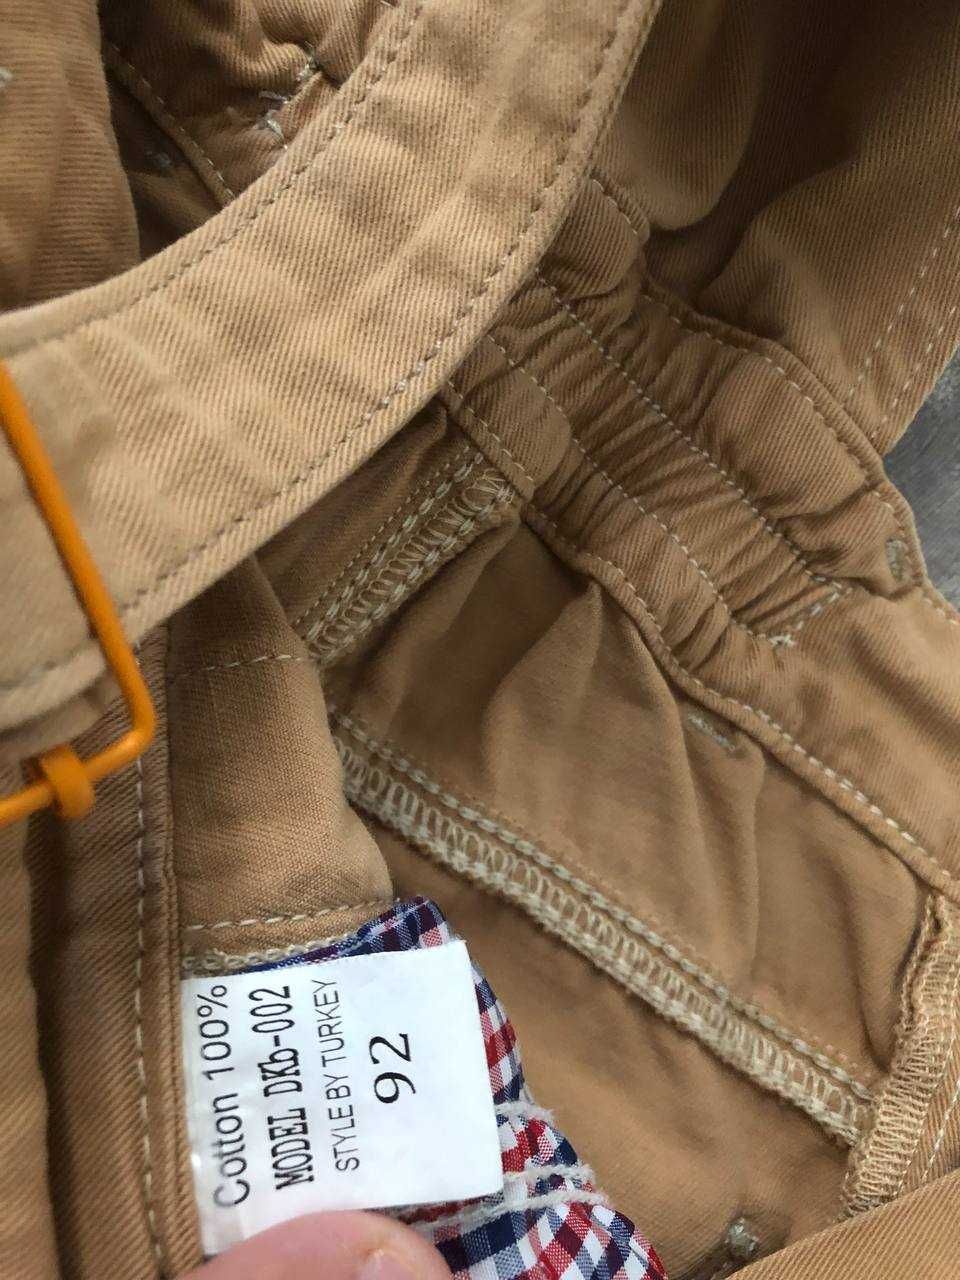 Cotton 100%
MODEL DKb-002
STYLE BY TURKEY
92